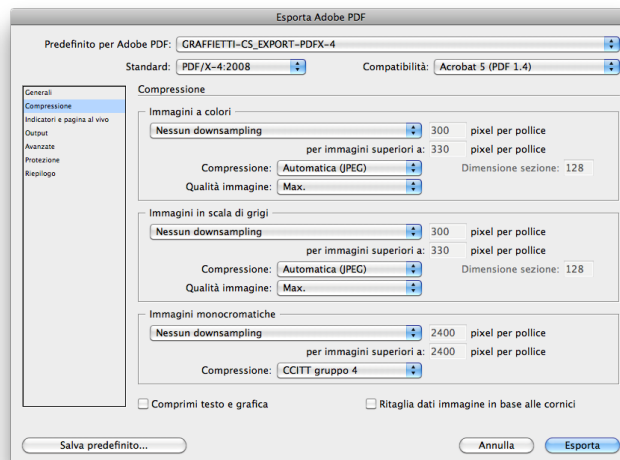 Esporta Adobe PDF
Predefinito per Adobe PDF: GRAFFIETTI-CS_EXPORT-PDFX-4
Standard: PDF/X-4:2008 Compatibilità: Acrobat 5 (PDF 1.4)
Generali
Compressione
Indicatori e pagina al vivo
Output
Avanzate
Protezione
Riepilogo
Compressione
Immagini a colori
Nessun downsampling 300 pixel per pollice
per immagini superiori a: 330 pixel per pollice
Compressione: Automatica (JPEG) Dimensione sezione: 128
Qualità immagine: Max.
Immagini in scala di grigi
Nessun downsampling 300 pixel per pollice
per immagini superiori a: 330 pixel per pollice
Compressione: Automatica (JPEG) Dimensione sezione: 128
Qualità immagine: Max.
Immagini monocromatiche
Nessun downsampling 2400 pixel per pollice
per immagini superiori a: 2400 pixel per pollice
Compressione: CCITT gruppo 4
Comprimi testo e grafica Ritaglia dati immagine in base alle cornici
Salva predefinito... Annulla Esporta